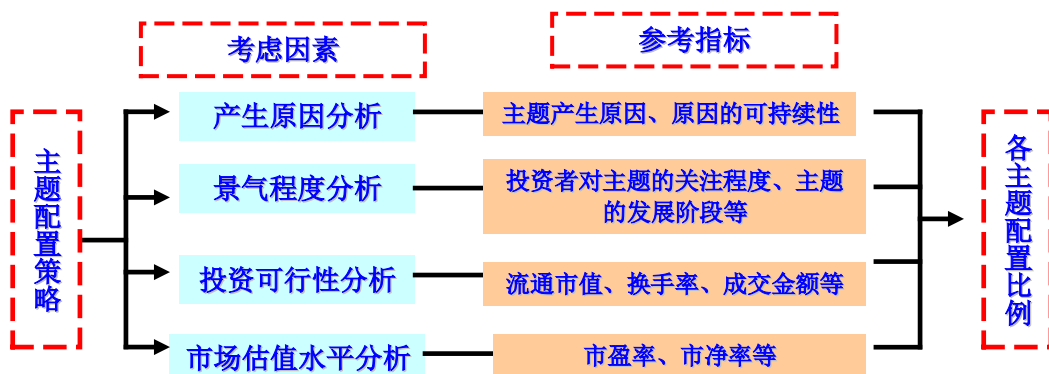 考虑因素
参考指标
主题配置策略
产生原因分析
主题产生原因、原因的可持续性
景气程度分析
投资者对主题的关注程度、主题
的发展阶段等
投资可行性分析
流通市值、换手率、成交金额等
市场估值水平分析
市盈率、市净率等
各主题配置比例